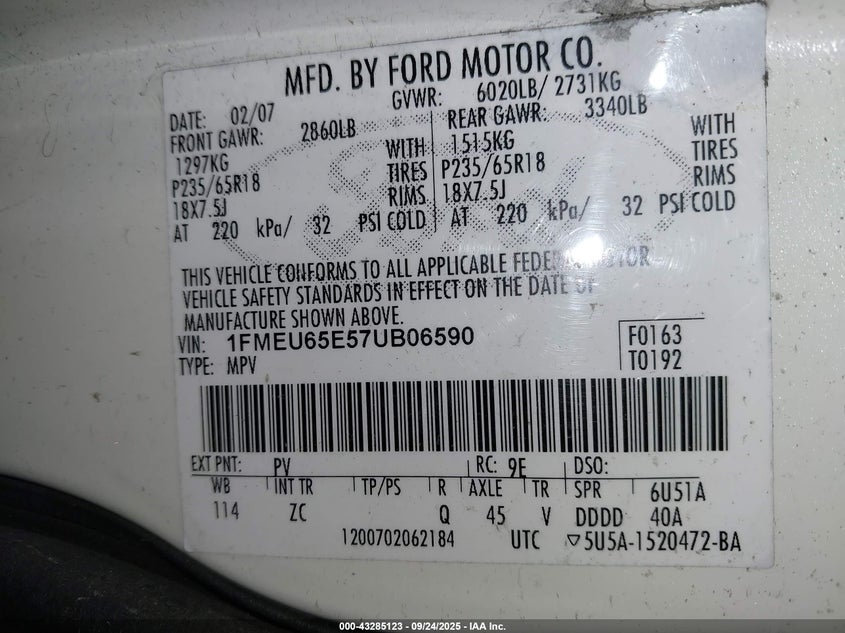 MFD. BY FORD MOTOR CO.
DATE: 02/07 GVWR: 6020LB/ 2731KG
FRONT GAWR: 2860LB REAR GAWR: 3340LB
1297KG WITH 1515KG WITH
P235/65R18 TIRES P235/65R18 TIRES
18X7.5J RIMS 18X7.5J RIMS
AT 220 kPa/ 32 PSI COLD AT 220 kPa/ 32 PSI COLD
THIS VEHICLE CONFORMS TO ALL APPLICABLE FEDERAL MOTOR
VEHICLE SAFETY STANDARDS IN EFFECT ON THE DATE OF
MANUFACTURE SHOWN ABOVE.
VIN: 1FMEU65E57UB06590 F0163
TYPE: MPV T0192
EXT PNT: PV RC: 9E DSO:
WB INT TR TP/PS R AXLE TR SPR 6U51A
114 ZC Q 45 V DDDD 40A
1200702062184 UTC ▽5U5A-1520472-BA
000-43285123 - 09/24/2025 - IAA Inc.